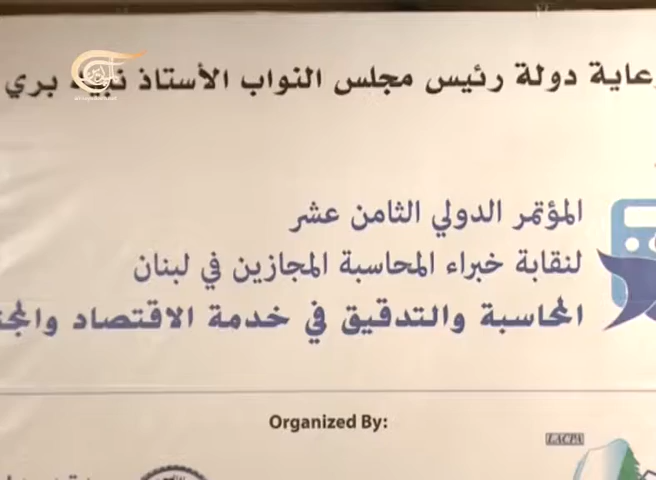 رعاية دولة رئيس مجلس النواب الأستاذ نبيه بري
المؤتمر الدولي الثامن عشر
لنقابة خبراء المحاسبة المجازين في لبنان
المحاسبة والتدقيق في خدمة الاقتصاد
Organized By:
LACPA